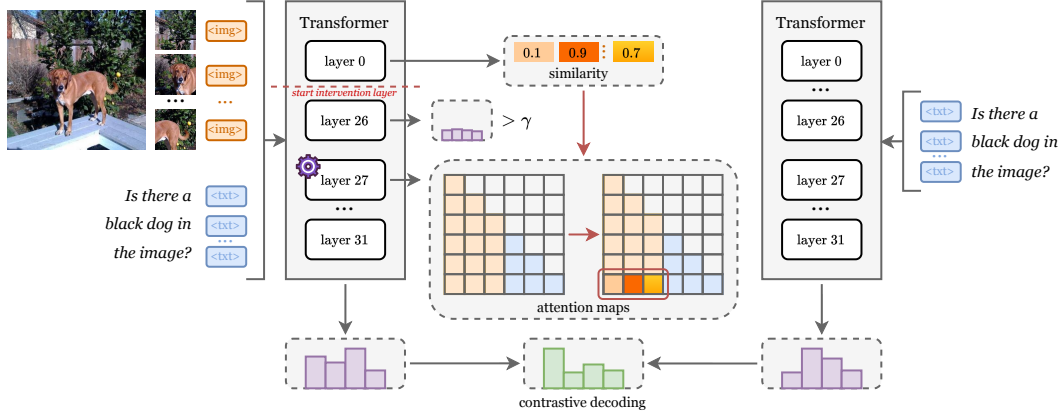 <img>
<img>
...
<img>
...
Is there a
<txt>
black dog in
<txt>
...
the image?
<txt>
Transformer
layer 0
start intervention layer
layer 26
layer 27
...
layer 31
0.1 0.9 ⋮ 0.7
similarity
> γ
attention maps
contrastive decoding
Transformer
layer 0
...
layer 26
layer 27
...
layer 31
<txt> Is there a
<txt> black dog in
...
<txt> the image?